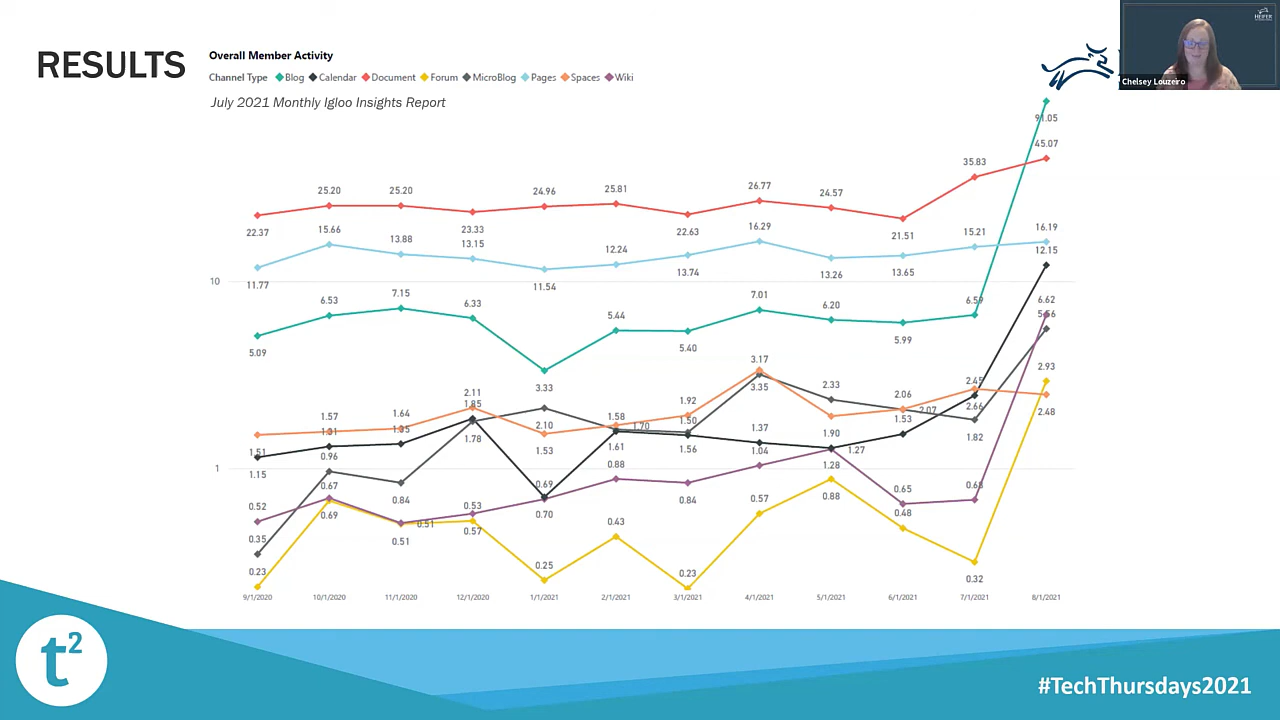 RESULTS
Overall Member Activity
Channel Type Blog Calendar Document Forum MicroBlog Pages Spaces Wiki
July 2021 Monthly Igloo Insights Report
HEIFER
Chelsey Louzeiro
91.05
45.07
35.83
26.77
25.20 25.20 24.96 25.81 24.57
22.37 23.33 22.63 21.51
15.66 13.88 13.15 12.24 16.29 15.21 16.19
11.77 11.54 13.74 13.26 13.65 12.15
10
6.53 7.15 6.33 5.44 7.01 6.20 6.59 6.62
5.56
5.09 3.33 5.40 5.99
3.17 2.93
2.11 3.35 2.33 2.45
1.57 1.64 1.85 1.58 1.92 2.06 2.07 2.66 2.48
1.31 1.35 2.10 1.70 1.50 1.37 1.90 1.53 1.82
1.51 1.78 1.53 1.61 1.56 1.04 1.27
1
1.15 0.96 0.88 1.28
0.67 0.84 0.69 0.84 0.88 0.65 0.68
0.52 0.69 0.51 0.53 0.70 0.43 0.57 0.48
0.35 0.51 0.57
0.23 0.25 0.23 0.32
9/1/2020 10/1/2020 11/1/2020 12/1/2020 1/1/2021 2/1/2021 3/1/2021 4/1/2021 5/1/2021 6/1/2021 7/1/2021 8/1/2021
t2
#TechThursdays2021